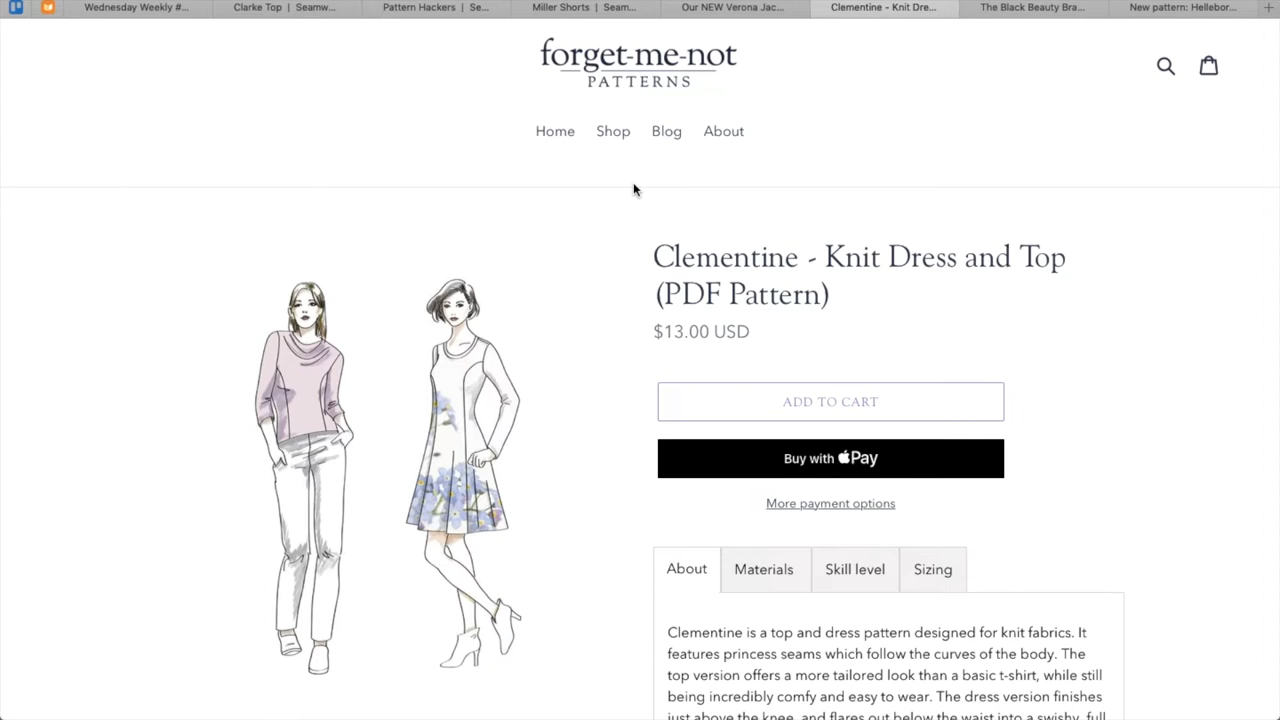 Wednesday Weekly #...
Clarke Top | Seamw...
Pattern Hackers | Se...
Miller Shorts | Seam...
Our NEW Verona Jac...
Clementine - Knit Dre...
The Black Beauty Bra...
New pattern: Hellebor...
forget-me-not
PATTERNS
Home Shop Blog About
Clementine - Knit Dress and Top
(PDF Pattern)
$13.00 USD
ADD TO CART
Buy with Pay
More payment options
About Materials Skill level Sizing
Clementine is a top and dress pattern designed for knit fabrics. It
features princess seams which follow the curves of the body. The
top version offers a more tailored look than a basic t-shirt, while still
being incredibly comfy and easy to wear. The dress version finishes
just above the knee, and flares out below the waist into a swishy, full